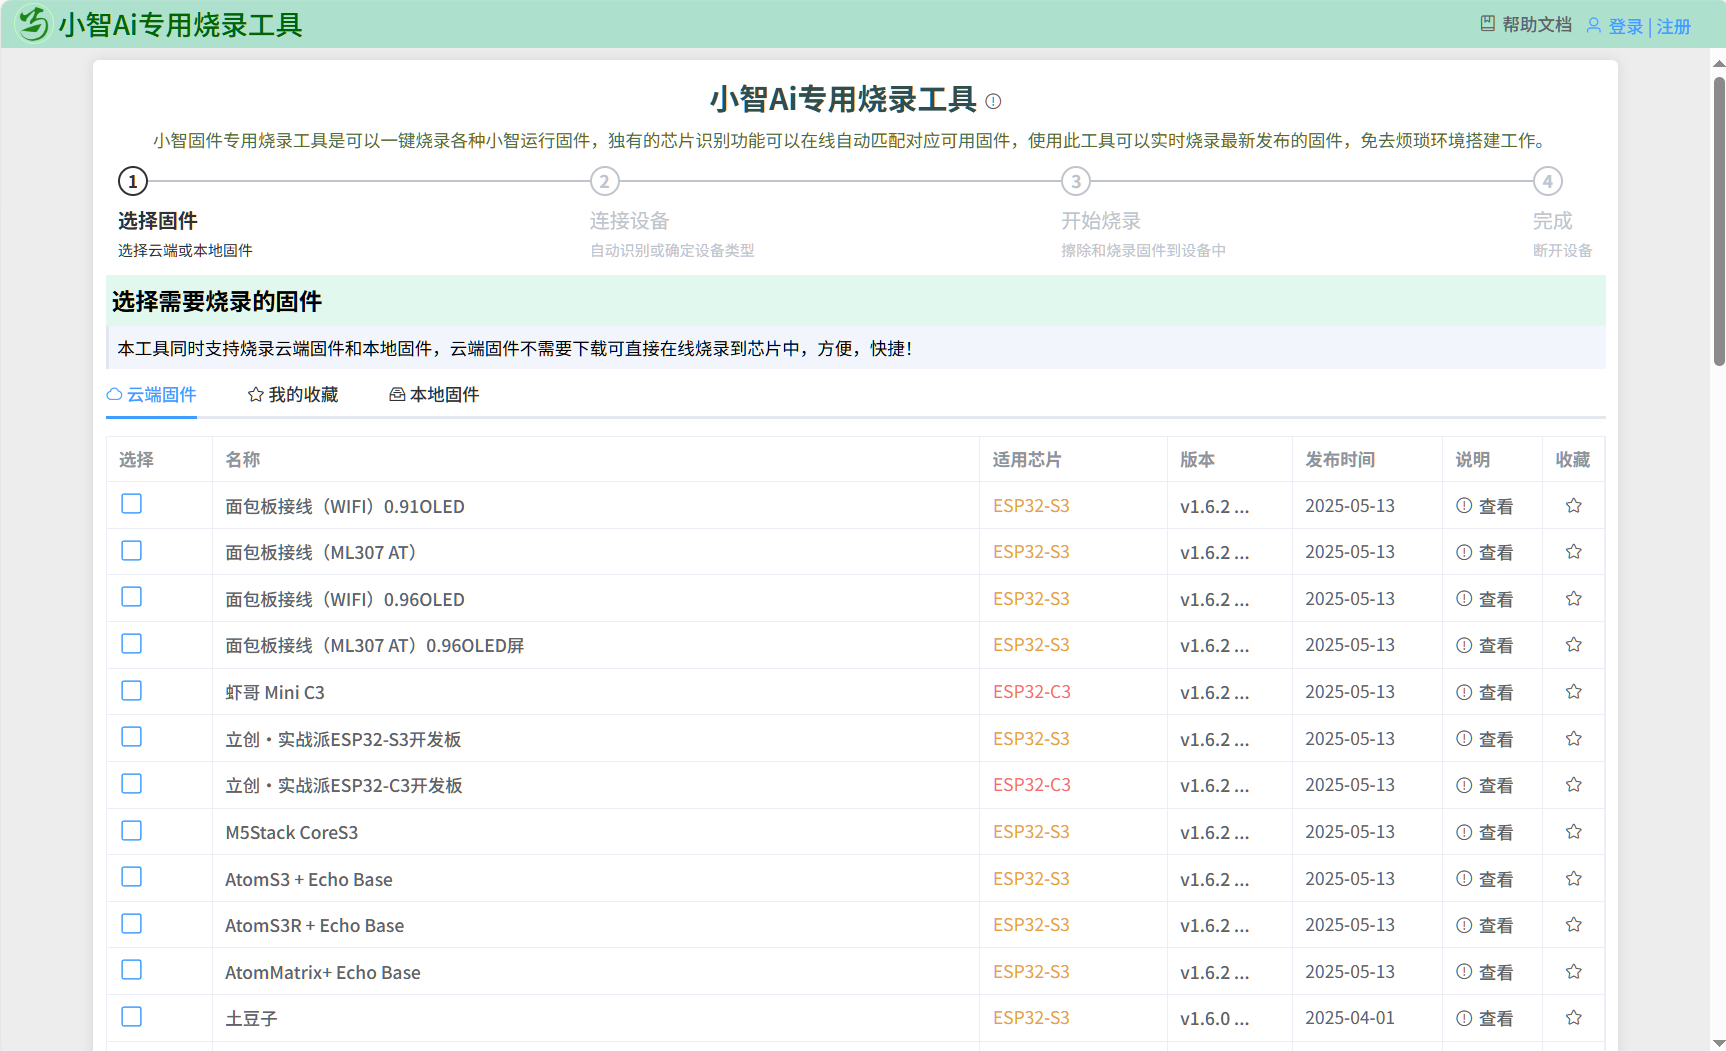 小智Ai专用烧录工具
帮助文档 登录 | 注册
小智Ai专用烧录工具
小智固件专用烧录工具是可以一键烧录各种小智运行固件，独有的芯片识别功能可以在线自动匹配对应可用固件，使用此工具可以实时烧录最新发布的固件，免去烦琐环境搭建工作。
1 2 3 4
选择固件 连接设备 开始烧录 完成
选择云端或本地固件 自动识别或确定设备类型 擦除和烧录固件到设备中 断开设备
选择需要烧录的固件
本工具同时支持烧录云端固件和本地固件，云端固件不需要下载可直接在线烧录到芯片中，方便，快捷！
云端固件 我的收藏 本地固件
选择 名称 适用芯片 版本 发布时间 说明 收藏
面包板接线（WIFI）0.91OLED ESP32-S3 v1.6.2 ... 2025-05-13 查看
面包板接线（ML307 AT） ESP32-S3 v1.6.2 ... 2025-05-13 查看
面包板接线（WIFI）0.96OLED ESP32-S3 v1.6.2 ... 2025-05-13 查看
面包板接线（ML307 AT）0.96OLED屏 ESP32-S3 v1.6.2 ... 2025-05-13 查看
虾哥 Mini C3 ESP32-C3 v1.6.2 ... 2025-05-13 查看
立创・实战派ESP32-S3开发板 ESP32-S3 v1.6.2 ... 2025-05-13 查看
立创・实战派ESP32-C3开发板 ESP32-C3 v1.6.2 ... 2025-05-13 查看
M5Stack CoreS3 ESP32-S3 v1.6.2 ... 2025-05-13 查看
AtomS3 + Echo Base ESP32-S3 v1.6.2 ... 2025-05-13 查看
AtomS3R + Echo Base ESP32-S3 v1.6.2 ... 2025-05-13 查看
AtomMatrix+ Echo Base ESP32-S3 v1.6.2 ... 2025-05-13 查看
土豆子 ESP32-S3 v1.6.0 ... 2025-04-01 查看